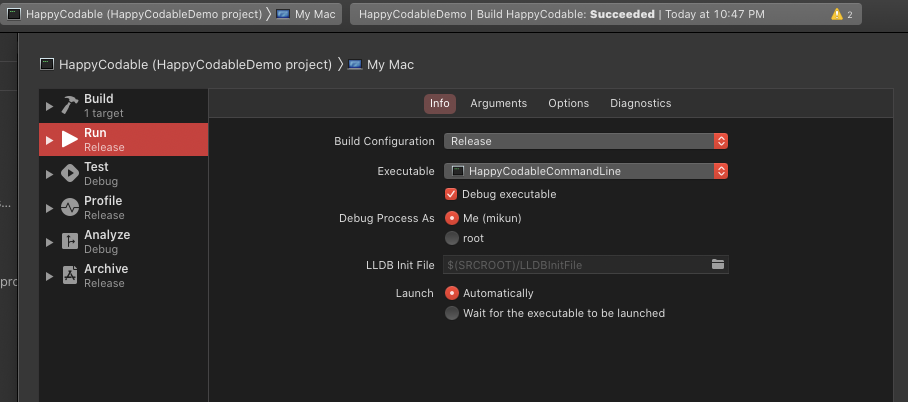 HappyCodable (HappyCodableDemo project) 〉 My Mac
HappyCodableDemo | Build HappyCodable: Succeeded | Today at 10:47 PM
2
HappyCodable (HappyCodableDemo project) 〉 My Mac
Build
1 target
Run
Release
Test
Debug
Profile
Release
Analyze
Debug
Archive
Release
s...
pro
Info
Arguments
Options
Diagnostics
Build Configuration
Release
Executable
HappyCodableCommandLine
Debug executable
Debug Process As
Me (mikun)
root
LLDB Init File
$(SRCROOT)/LLDBInitFile
Launch
Automatically
Wait for the executable to be launched